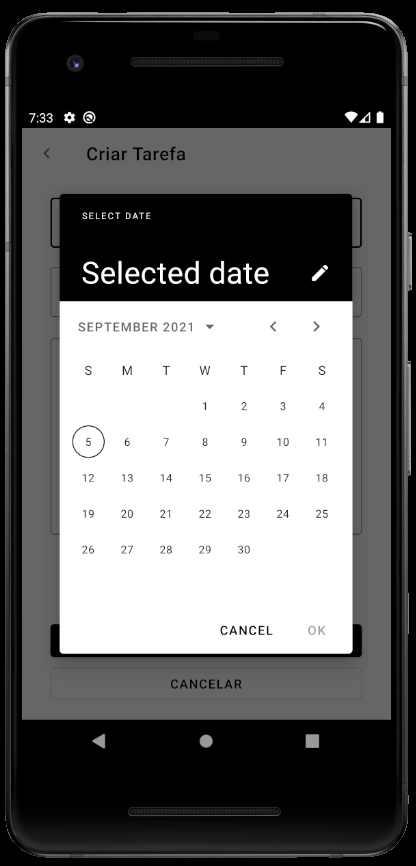 7:33
Criar Tarefa
SELECT DATE
Selected date
SEPTEMBER 2021
S M T W T F S
1 2 3 4
5 6 7 8 9 10 11
12 13 14 15 16 17 18
19 20 21 22 23 24 25
26 27 28 29 30
CANCEL OK
CANCELAR